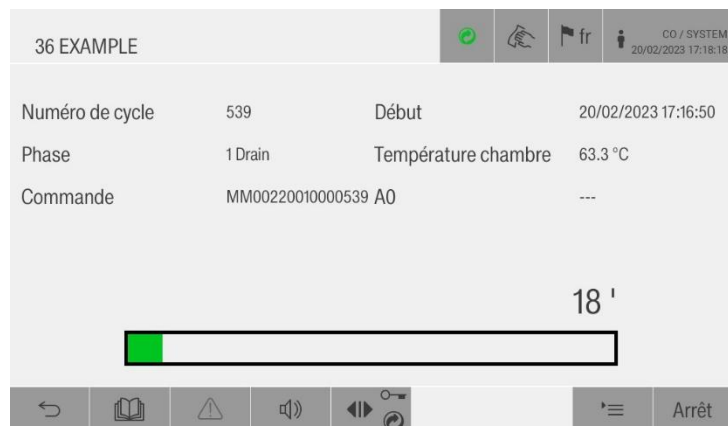 36 EXAMPLE
fr
CO / SYSTEM
20/02/2023 17:18:18
Numéro de cycle 539 Début 20/02/2023 17:16:50
Phase 1 Drain Température chambre 63.3 °C
Commande MM00220010000539 A0 ---
18 '
Arrêt